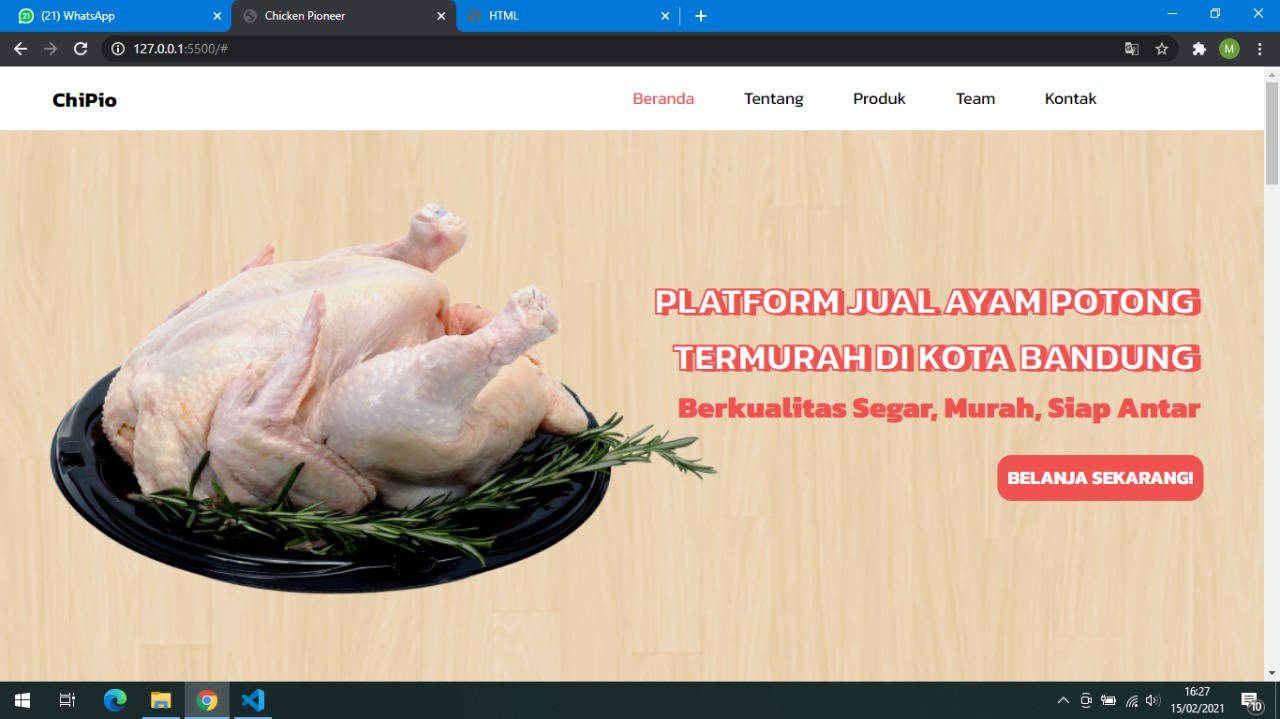 21 (21) WhatsApp
Chicken Pioneer
HTML
127.0.0.1:5500/#
M
ChiPio
Beranda
Tentang
Produk
Team
Kontak
PLATFORM JUAL AYAM POTONG
TERMURAH DI KOTA BANDUNG
Berkualitas Segar, Murah, Siap Antar
BELANJA SEKARANG!
16:27
15/02/2021
10